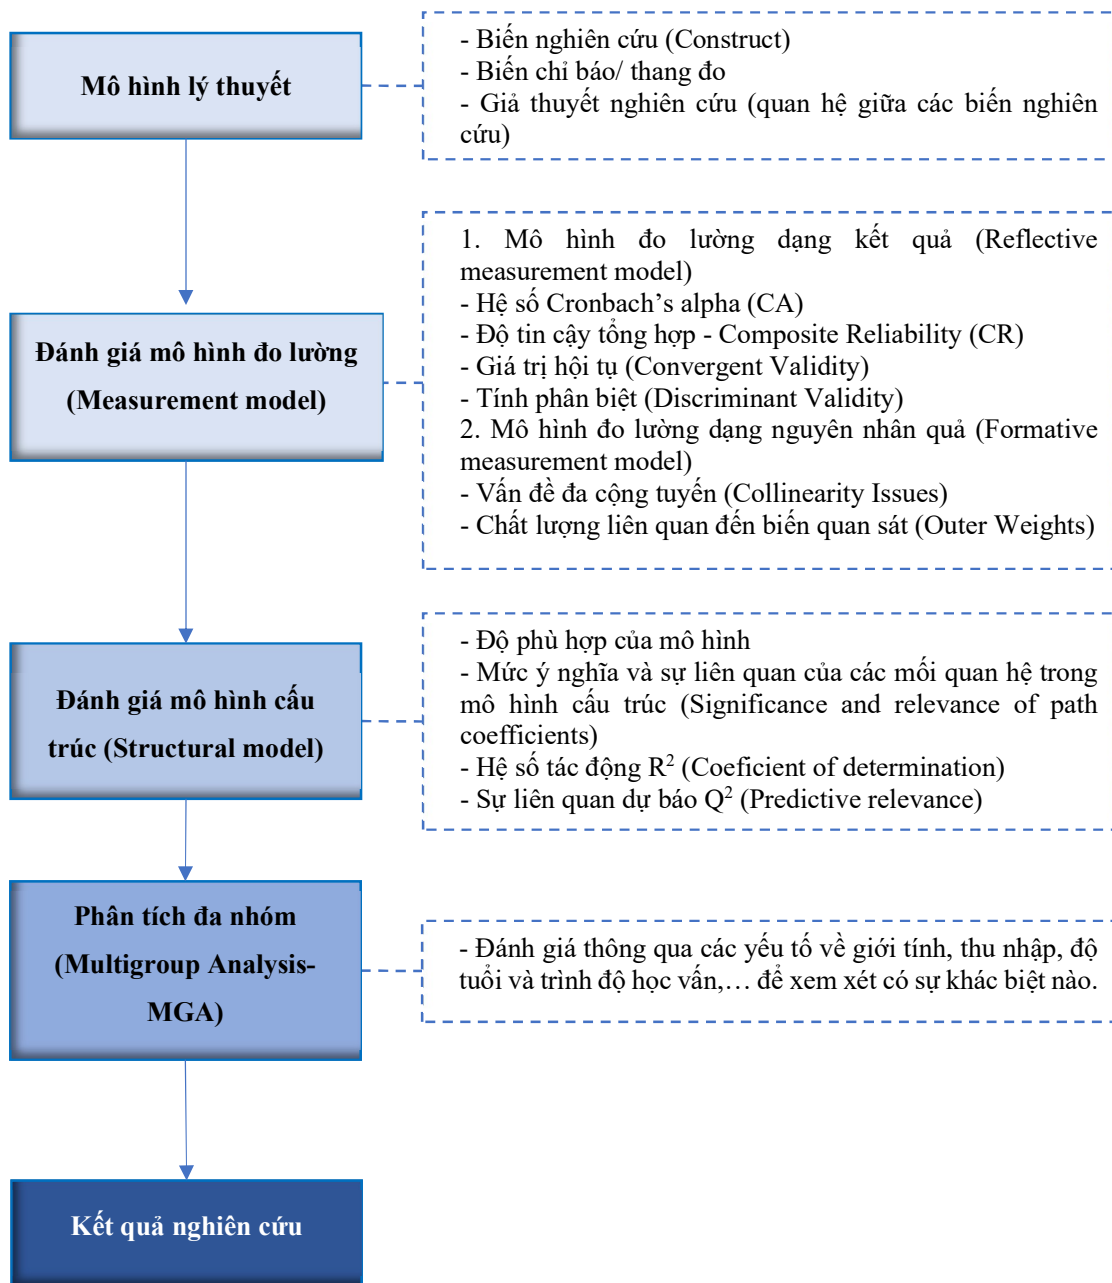 Mô hình lý thuyết
- Biến nghiên cứu (Construct)
- Biến chỉ báo/ thang đo
- Giả thuyết nghiên cứu (quan hệ giữa các biến nghiên
cứu)
Đánh giá mô hình đo lường
(Measurement model)
1. Mô hình đo lường dạng kết quả (Reflective
measurement model)
- Hệ số Cronbach’s alpha (CA)
- Độ tin cậy tổng hợp - Composite Reliability (CR)
- Giá trị hội tụ (Convergent Validity)
- Tính phân biệt (Discriminant Validity)
2. Mô hình đo lường dạng nguyên nhân quả (Formative
measurement model)
- Vấn đề đa cộng tuyến (Collinearity Issues)
- Chất lượng liên quan đến biến quan sát (Outer Weights)
Đánh giá mô hình cấu
trúc (Structural model)
- Độ phù hợp của mô hình
- Mức ý nghĩa và sự liên quan của các mối quan hệ trong
mô hình cấu trúc (Significance and relevance of path
coefficients)
- Hệ số tác động R² (Coeficient of determination)
- Sự liên quan dự báo Q² (Predictive relevance)
Phân tích đa nhóm
(Multigroup Analysis-
MGA)
- Đánh giá thông qua các yếu tố về giới tính, thu nhập, độ
tuổi và trình độ học vấn,… để xem xét có sự khác biệt nào.
Kết quả nghiên cứu